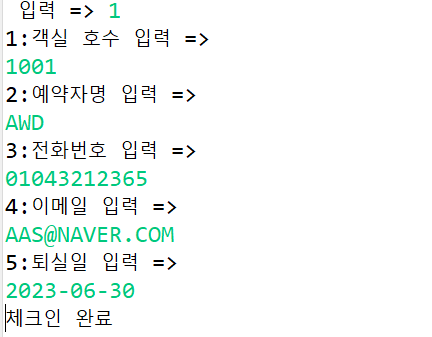 입력 => 1
1:객실 호수 입력 =>
1001
2:예약자명 입력 =>
AWD
3:전화번호 입력 =>
01043212365
4:이메일 입력 =>
AAS@NAVER.COM
5:퇴실일 입력 =>
2023-06-30
체크인 완료